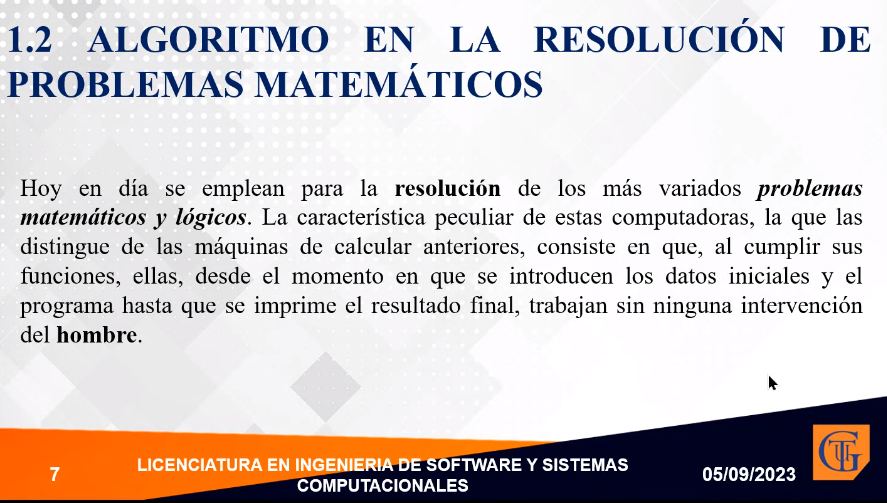 1.2 ALGORITMO EN LA RESOLUCIÓN DE
PROBLEMAS MATEMÁTICOS
Hoy en día se emplean para la resolución de los más variados problemas
matemáticos y lógicos. La característica peculiar de estas computadoras, la que las
distingue de las máquinas de calcular anteriores, consiste en que, al cumplir sus
funciones, ellas, desde el momento en que se introducen los datos iniciales y el
programa hasta que se imprime el resultado final, trabajan sin ninguna intervención
del hombre.
7
LICENCIATURA EN INGENIERIA DE SOFTWARE Y SISTEMAS
COMPUTACIONALES
05/09/2023
GTI